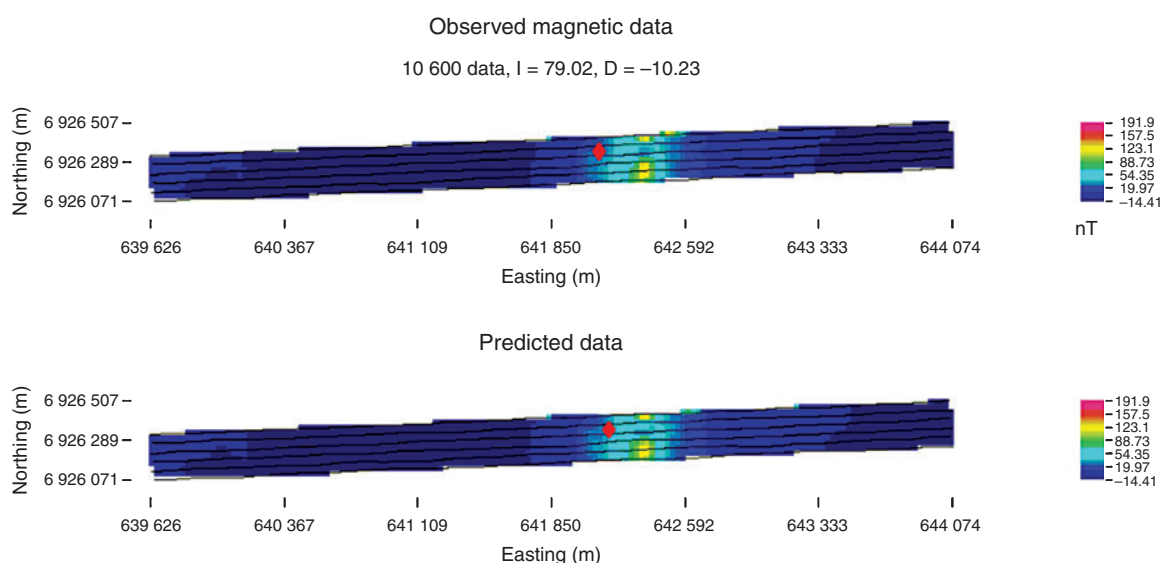 Observed magnetic data
10 600 data, I = 79.02, D = –10.23
Northing (m)
6 926 507
6 926 289
6 926 071
639 626 640 367 641 109 641 850 642 592 643 333 644 074
Easting (m)
191.9
157.5
123.1
88.73
54.35
19.97
–14.41
nT
Predicted data
Northing (m)
6 926 507
6 926 289
6 926 071
639 626 640 367 641 109 641 850 642 592 643 333 644 074
Easting (m)
191.9
157.5
123.1
88.73
54.35
19.97
–14.41